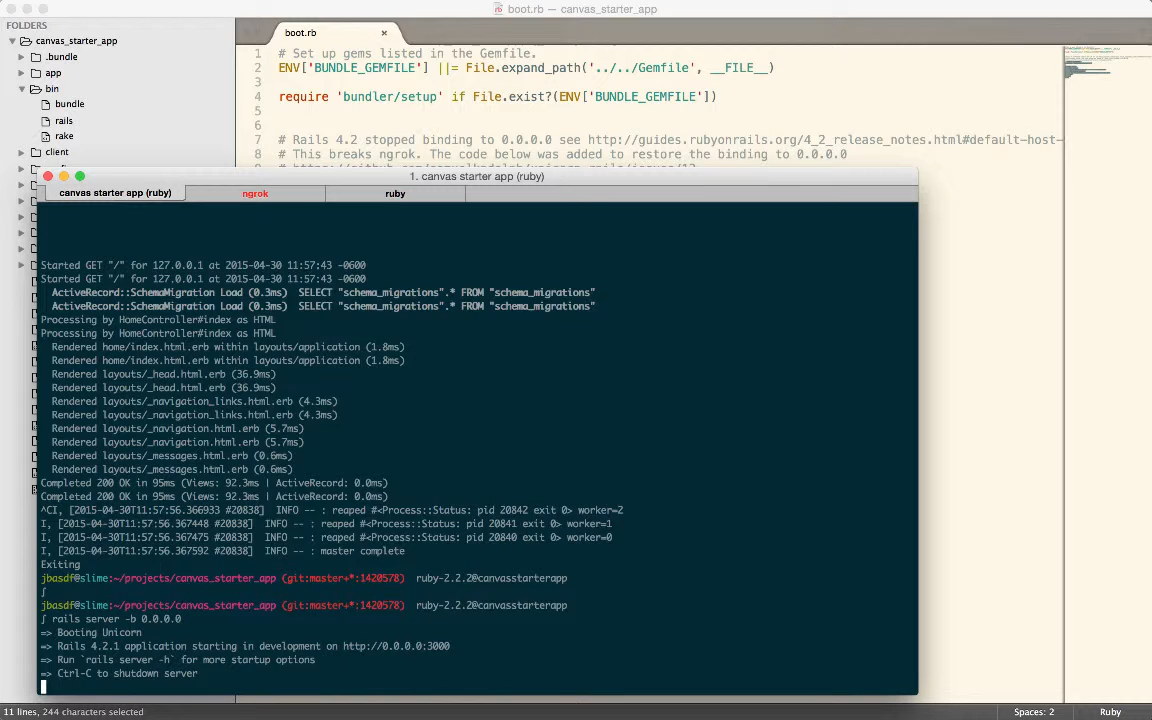 boot.rb — canvas_starter_app
FOLDERS
canvas_starter_app
.bundle
app
bin
bundle
rails
rake
client
boot.rb ×
1 # Set up gems listed in the Gemfile.
2 ENV['BUNDLE_GEMFILE'] ||= File.expand_path('../../Gemfile', __FILE__)
3
4 require 'bundler/setup' if File.exist?(ENV['BUNDLE_GEMFILE'])
5
6
7 # Rails 4.2 stopped binding to 0.0.0.0 see http://guides.rubyonrails.org/4_2_release_notes.html#default-host-
8 # This breaks ngrok. The code below was added to restore the binding to 0.0.0.0
1. canvas starter app (ruby)
canvas starter app (ruby) ngrok ruby
Started GET "/" for 127.0.0.1 at 2015-04-30 11:57:43 -0600
Started GET "/" for 127.0.0.1 at 2015-04-30 11:57:43 -0600
ActiveRecord::SchemaMigration Load (0.3ms) SELECT "schema_migrations".* FROM "schema_migrations"
ActiveRecord::SchemaMigration Load (0.3ms) SELECT "schema_migrations".* FROM "schema_migrations"
Processing by HomeController#index as HTML
Processing by HomeController#index as HTML
Rendered home/index.html.erb within layouts/application (1.8ms)
Rendered home/index.html.erb within layouts/application (1.8ms)
Rendered layouts/_head.html.erb (36.9ms)
Rendered layouts/_head.html.erb (36.9ms)
Rendered layouts/_navigation_links.html.erb (4.3ms)
Rendered layouts/_navigation_links.html.erb (4.3ms)
Rendered layouts/_navigation.html.erb (5.7ms)
Rendered layouts/_navigation.html.erb (5.7ms)
Rendered layouts/_messages.html.erb (0.6ms)
Rendered layouts/_messages.html.erb (0.6ms)
Completed 200 OK in 95ms (Views: 92.3ms | ActiveRecord: 0.0ms)
Completed 200 OK in 95ms (Views: 92.3ms | ActiveRecord: 0.0ms)
^CI, [2015-04-30T11:57:56.366933 #20838] INFO -- : reaped #<Process::Status: pid 20842 exit 0> worker=2
I, [2015-04-30T11:57:56.367448 #20838] INFO -- : reaped #<Process::Status: pid 20841 exit 0> worker=1
I, [2015-04-30T11:57:56.367475 #20838] INFO -- : reaped #<Process::Status: pid 20840 exit 0> worker=0
I, [2015-04-30T11:57:56.367592 #20838] INFO -- : master complete
Exiting
jbasdf@slime:~/projects/canvas_starter_app (git:master+*:1420578) ruby-2.2.2@canvasstarterapp
∫
jbasdf@slime:~/projects/canvas_starter_app (git:master+*:1420578) ruby-2.2.2@canvasstarterapp
∫ rails server -b 0.0.0.0
=> Booting Unicorn
=> Rails 4.2.1 application starting in development on http://0.0.0.0:3000
=> Run `rails server -h` for more startup options
=> Ctrl-C to shutdown server
11 lines, 244 characters selected
Spaces: 2 Ruby